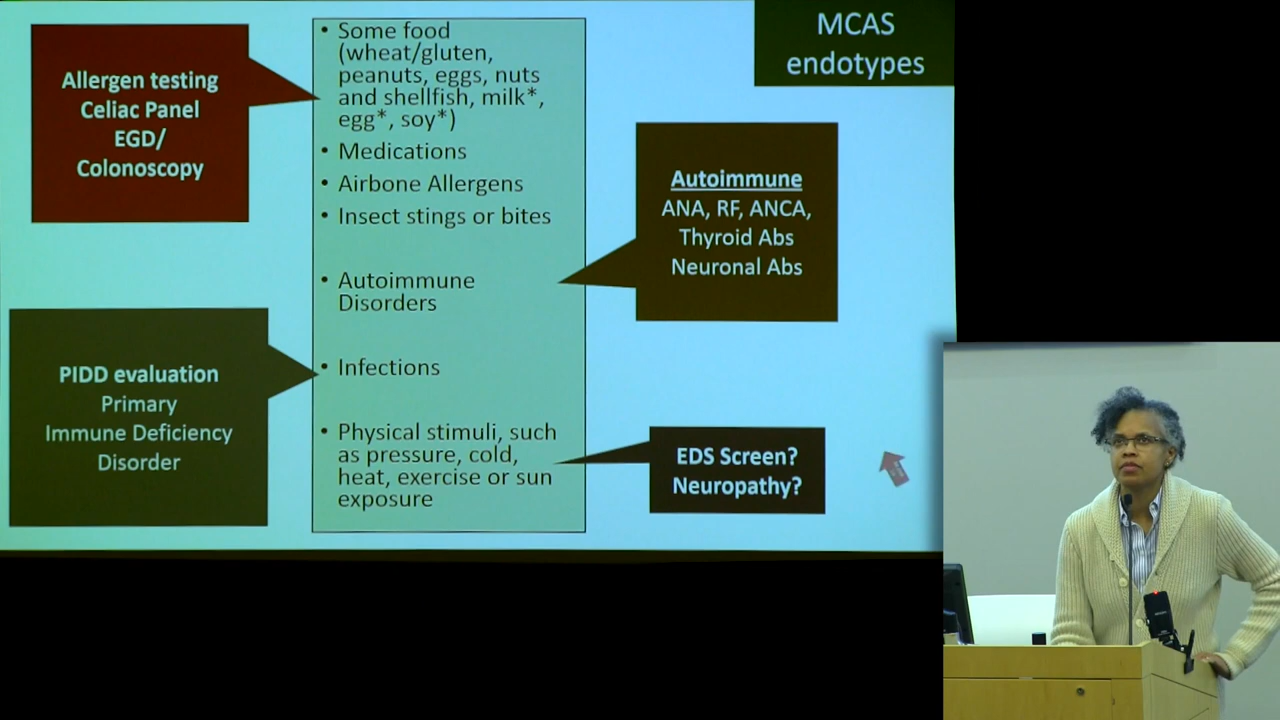 MCAS
endotypes
Allergen testing
Celiac Panel
EGD/
Colonoscopy
• Some food
(wheat/gluten,
peanuts, eggs, nuts
and shellfish, milk*,
egg*, soy*)
• Medications
• Airbone Allergens
• Insect stings or bites
• Autoimmune
Disorders
• Infections
• Physical stimuli, such
as pressure, cold,
heat, exercise or sun
exposure
Autoimmune
ANA, RF, ANCA,
Thyroid Abs
Neuronal Abs
PIDD evaluation
Primary
Immune Deficiency
Disorder
EDS Screen?
Neuropathy?